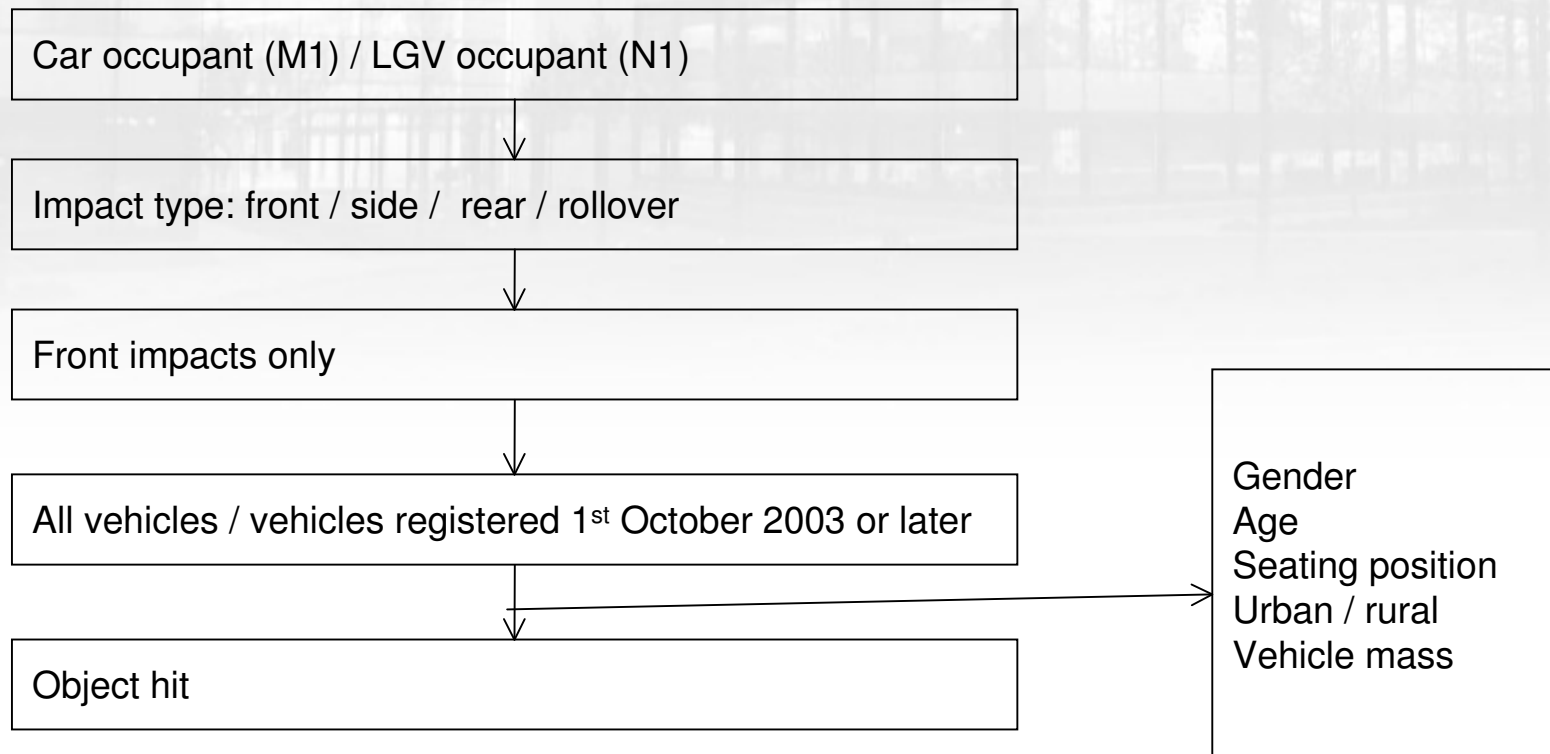 Car occupant (M1) / LGV occupant (N1)
Impact type: front / side /  rear / rollover
Front impacts only
All vehicles / vehicles registered 1st October 2003 or later
Object hit
Gender
Age
Seating position
Urban / rural
Vehicle mass